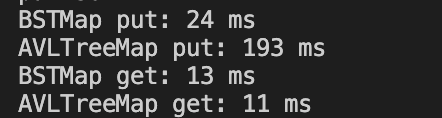 BSTMap put: 24 ms
AVLTreeMap put: 193 ms
BSTMap get: 13 ms
AVLTreeMap get: 11 ms